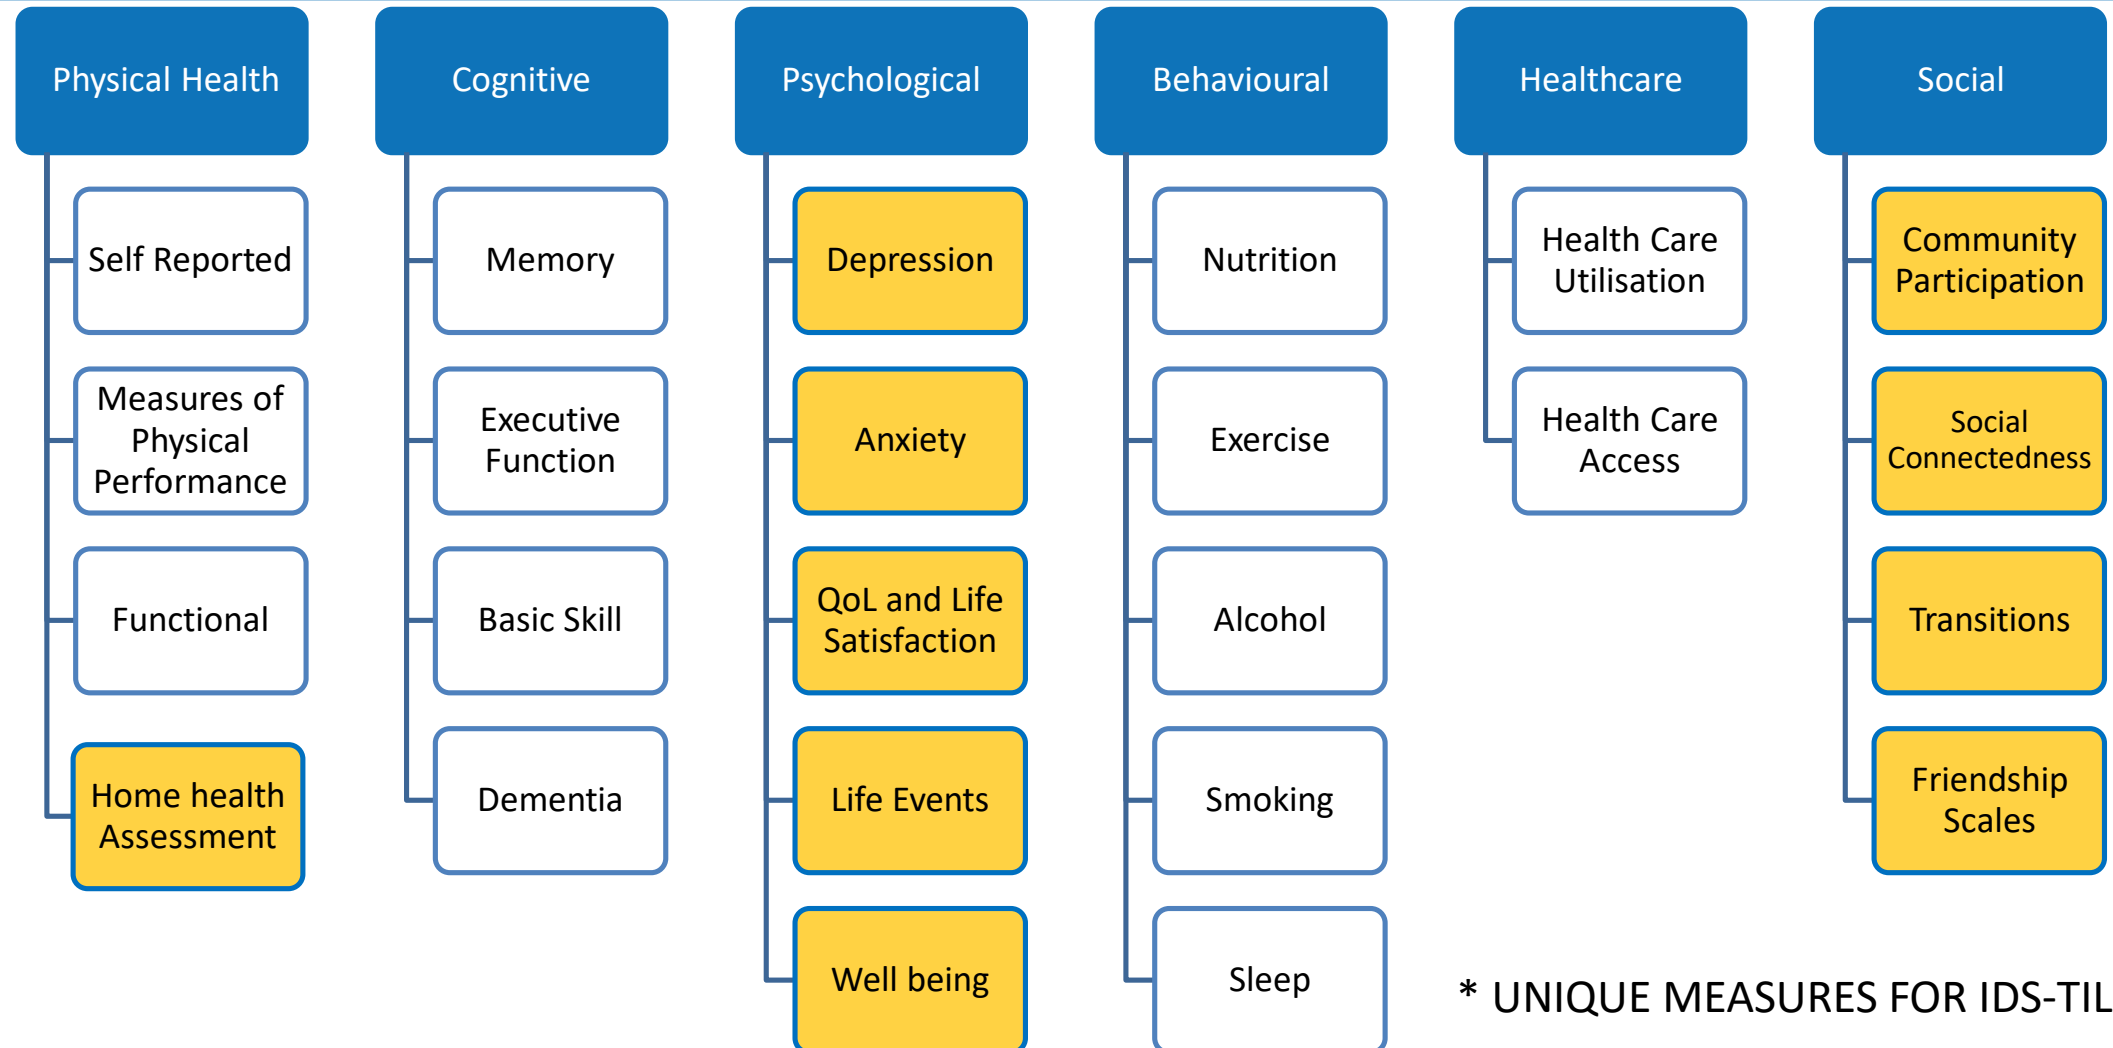 Physical Health
Self Reported
Measures of
Physical
Performance
Functional
Home health
Assessment
Cognitive
Memory
Executive
Function
Basic Skill
Dementia
Psychological
Depression
Anxiety
QoL and Life
Satisfaction
Life Events
Well being
Behavioural
Nutrition
Exercise
Alcohol
Smoking
Sleep
Healthcare
Health Care
Utilisation
Health Care
Access
Social
Community
Participation
Social
Connectedness
Transitions
Friendship
Scales
* UNIQUE MEASURES FOR IDS-TIL